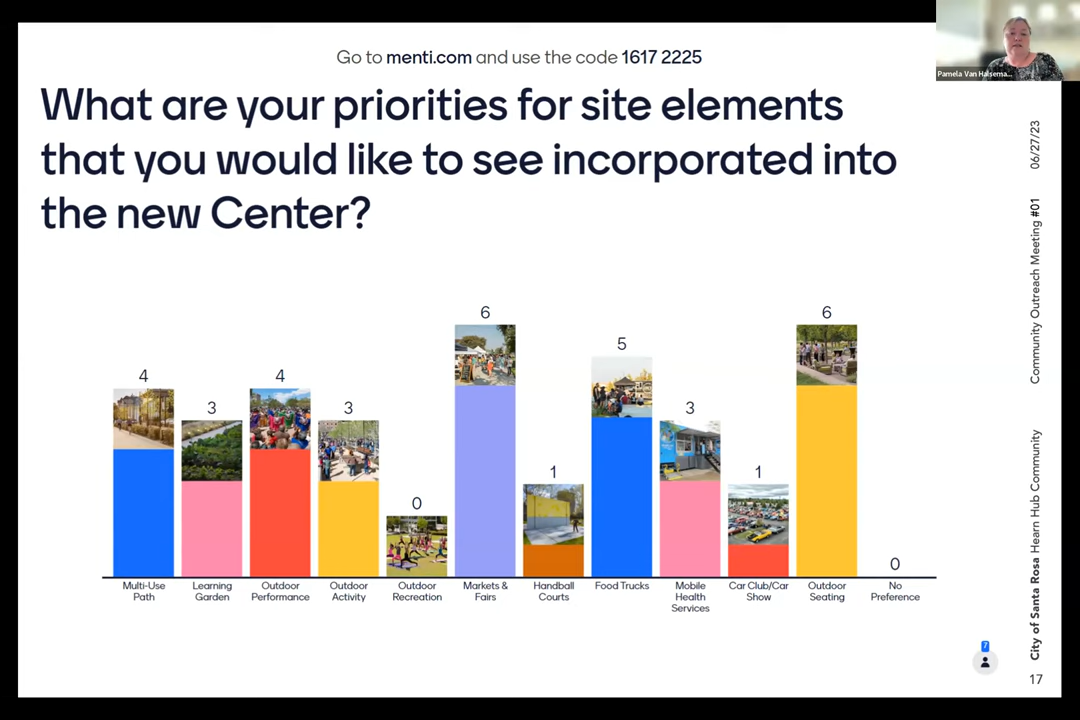 Go to menti.com and use the code 1617 2225
What are your priorities for site elements
that you would like to see incorporated into
the new Center?
Pamela Van Halsema...
4
3
4
3
0
6
1
5
3
1
6
0
Multi-Use
Path
Learning
Garden
Outdoor
Performance
Outdoor
Activity
Outdoor
Recreation
Markets &
Fairs
Handball
Courts
Food Trucks
Mobile
Health
Services
Car Club/Car
Show
Outdoor
Seating
No
Preference
7
City of Santa Rosa Hearn Hub Community
Community Outreach Meeting #01
06/27/23
17